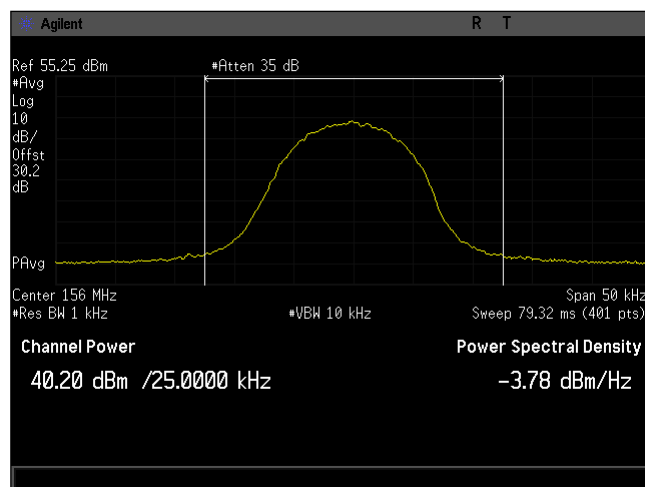 Agilent R T
Ref 55.25 dBm #Atten 35 dB
#Avg
Log
10
dB/
Offst
30.2
dB
PAvg
Center 156 MHz Span 50 kHz
#Res BW 1 kHz #VBW 10 kHz Sweep 79.32 ms (401 pts)
Channel Power Power Spectral Density
40.20 dBm /25.0000 kHz -3.78 dBm/Hz